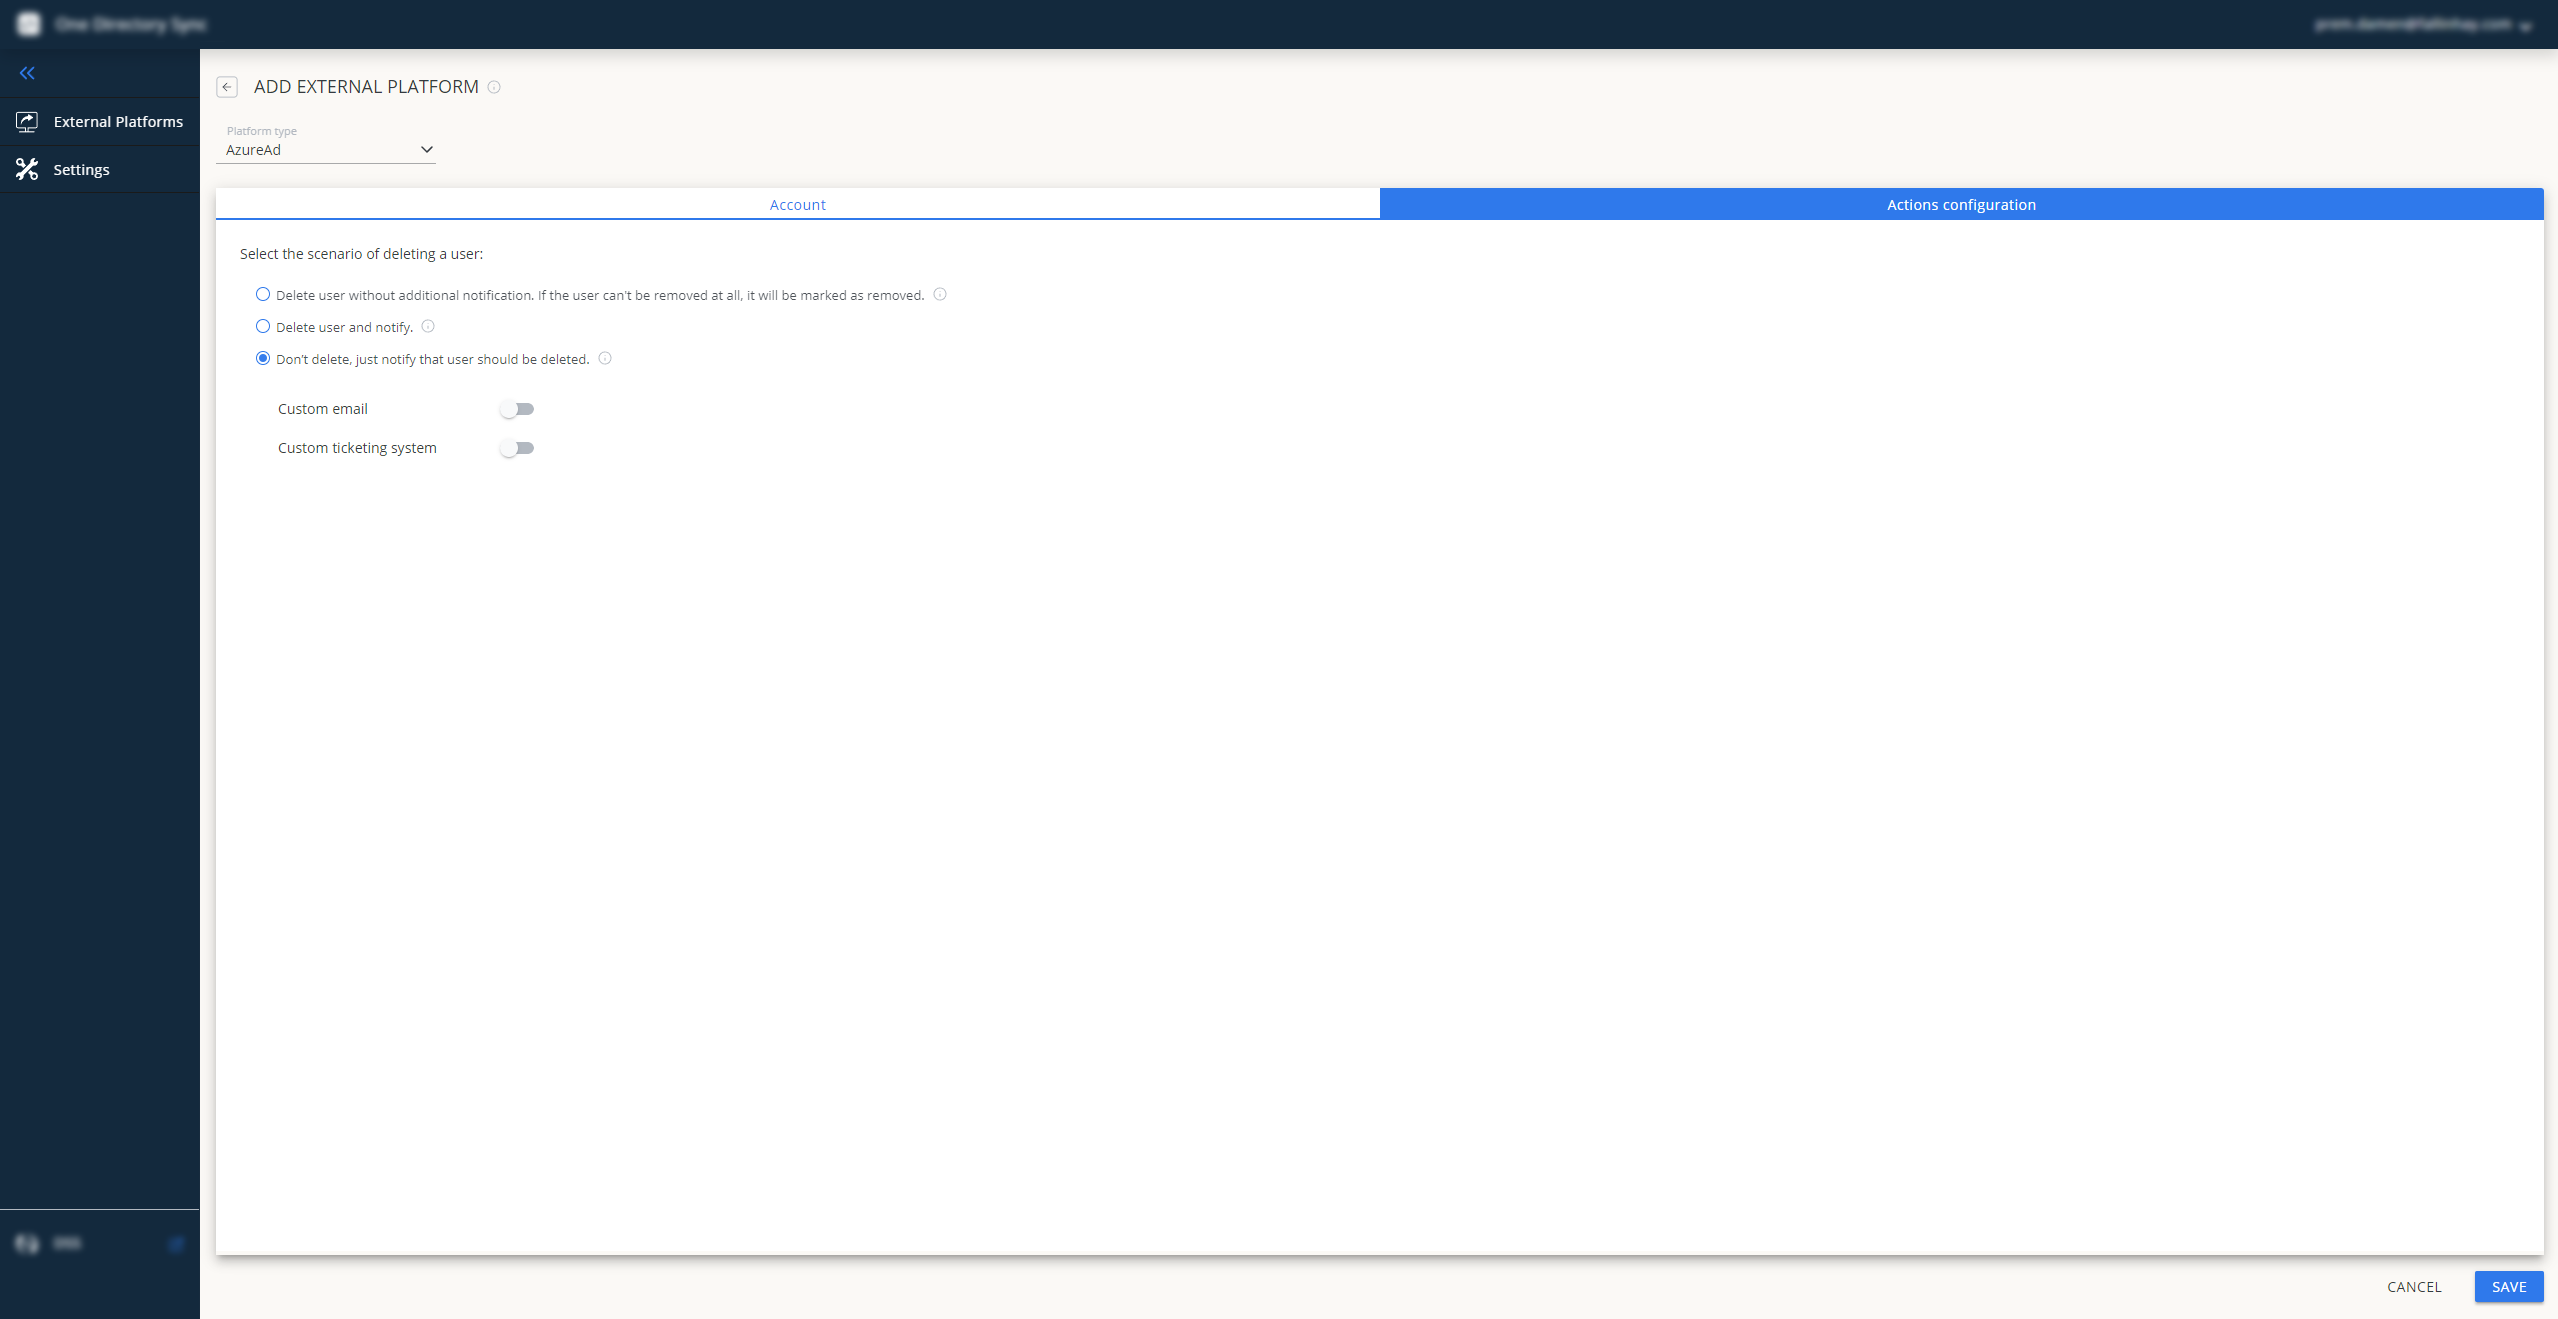 One Directory Sync
External Platforms
Settings
ADD EXTERNAL PLATFORM
Platform type
AzureAd
Account
Actions configuration
Select the scenario of deleting a user:
Delete user without additional notification. If the user can't be removed at all, it will be marked as removed.
Delete user and notify.
Don't delete, just notify that user should be deleted.
Custom email
Custom ticketing system
CANCEL
SAVE